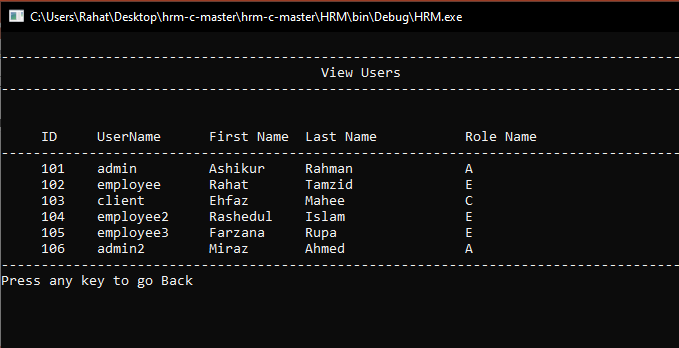 C:\Users\Rahat\Desktop\hrm-c-master\hrm-c-master\HRM\bin\Debug\HRM.exe
-------------------------------------------------------------------------------------
View Users
-------------------------------------------------------------------------------------
ID UserName First Name Last Name Role Name
-------------------------------------------------------------------------------------
101 admin Ashikur Rahman A
102 employee Rahat Tamzid E
103 client Ehfaz Mahee C
104 employee2 Rashedul Islam E
105 employee3 Farzana Rupa E
106 admin2 Miraz Ahmed A
-------------------------------------------------------------------------------------
Press any key to go Back